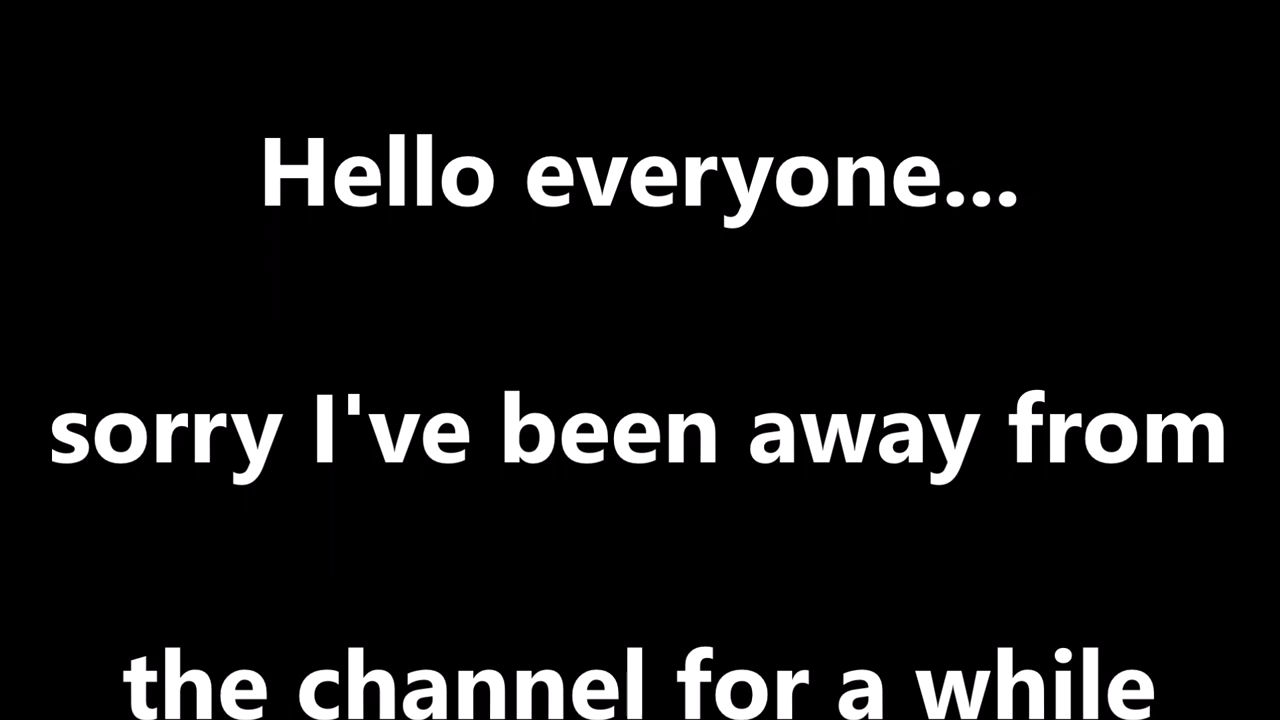 Hello everyone...
sorry I've been away from
the channel for a while